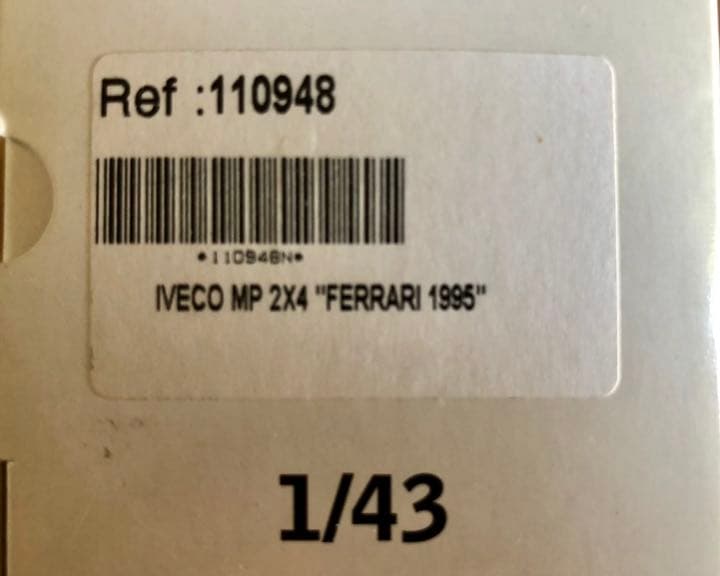 Ref :110948
*110948N*
IVECO MP 2X4 "FERRARI 1995"
1/43